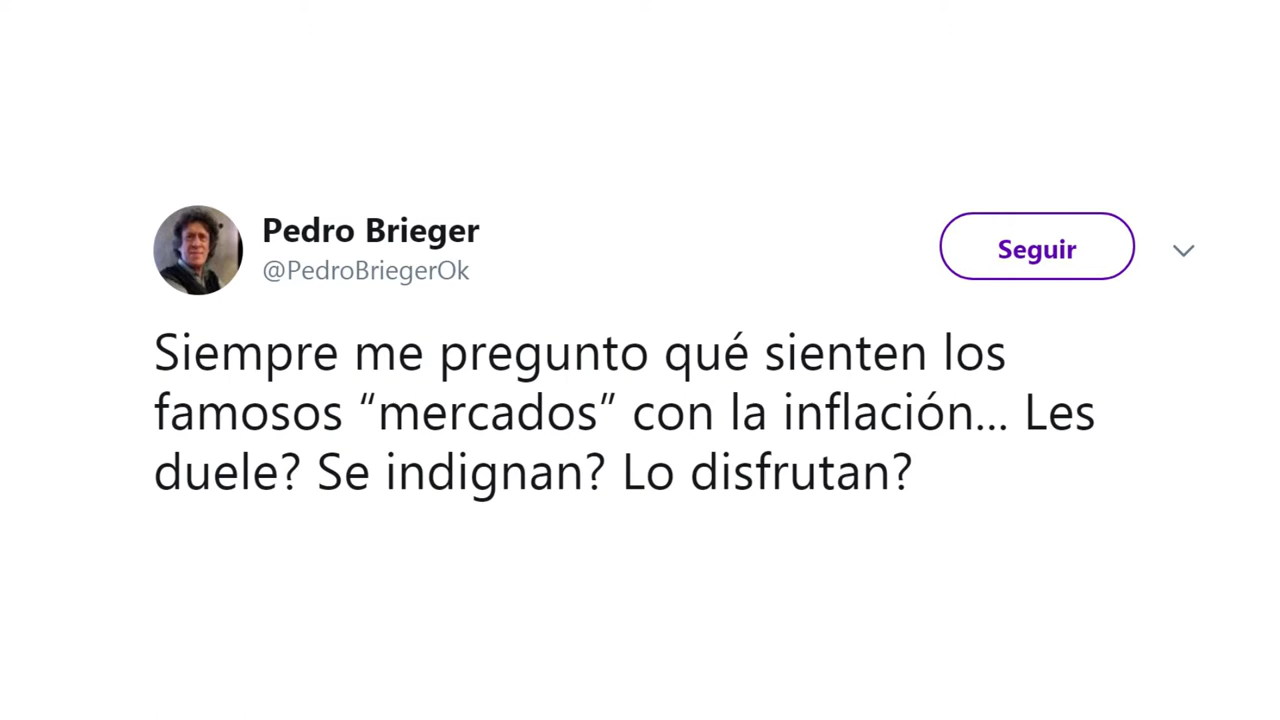 Pedro Brieger
@PedroBriegerOk
Seguir
Siempre me pregunto qué sienten los
famosos “mercados” con la inflación... Les
duele? Se indignan? Lo disfrutan?